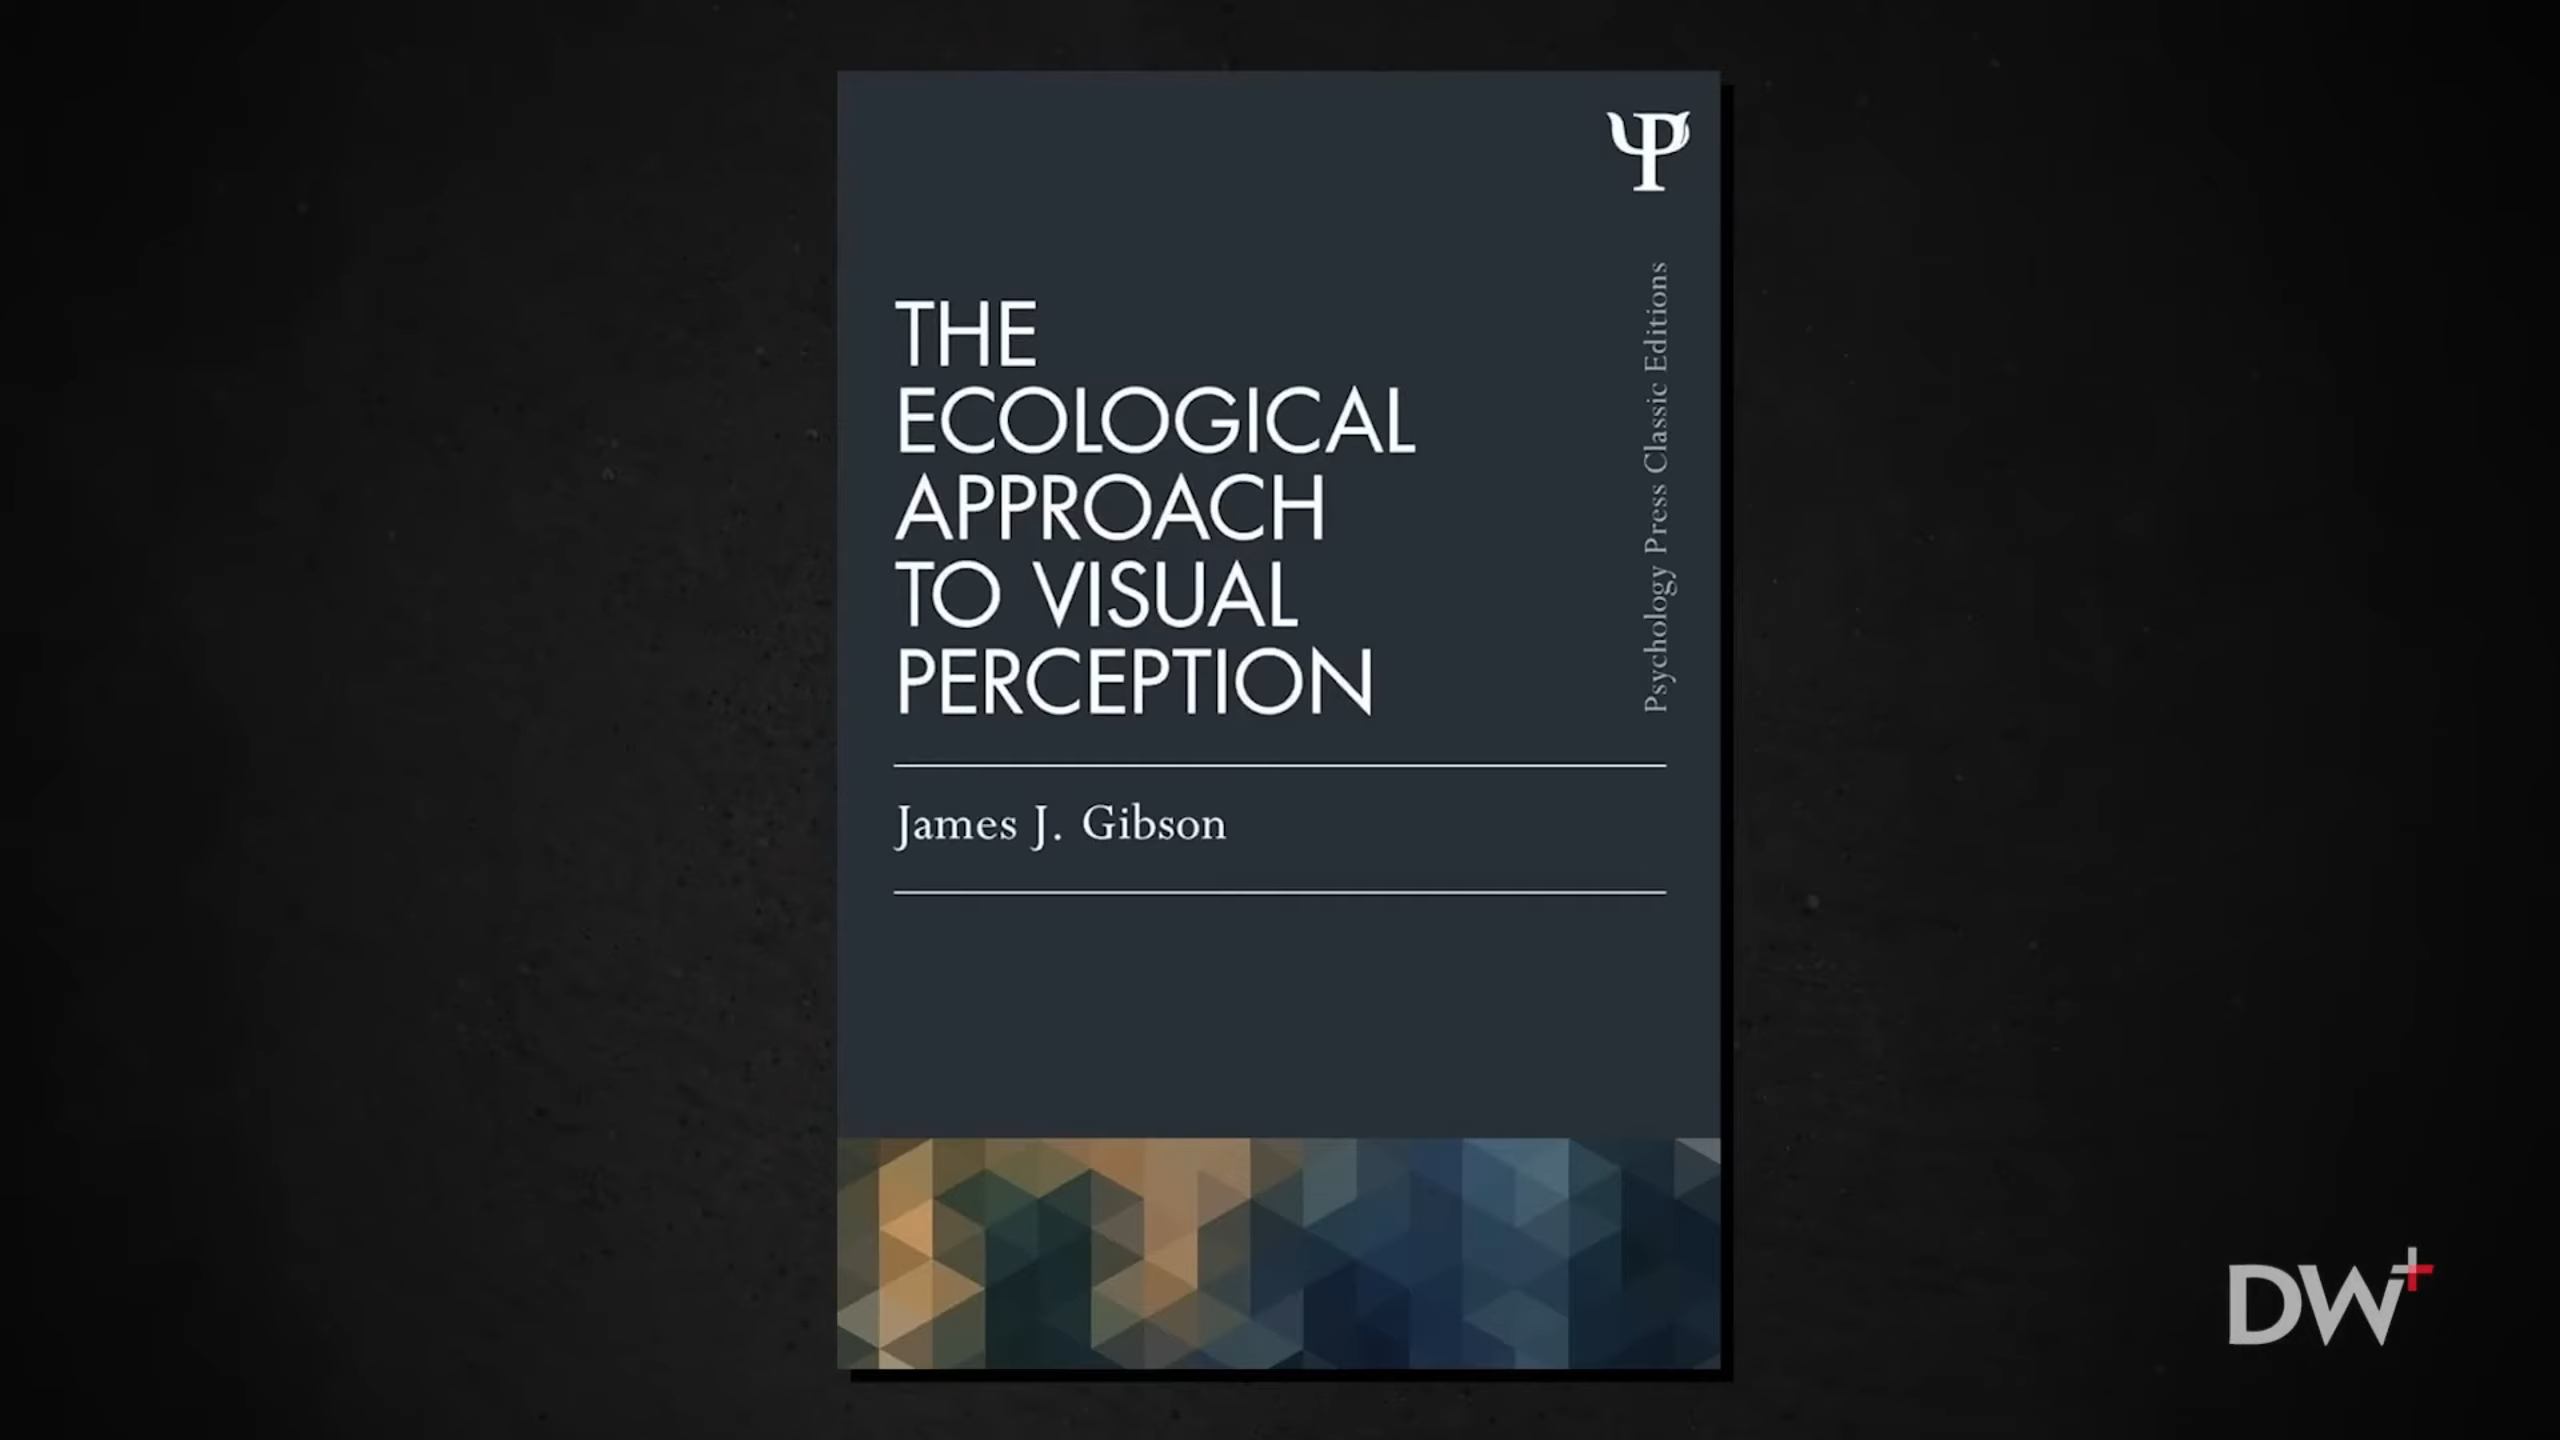 THE
ECOLOGICAL
APPROACH
TO VISUAL
PERCEPTION
James J. Gibson
Psychology Press Classic Editions
DW+